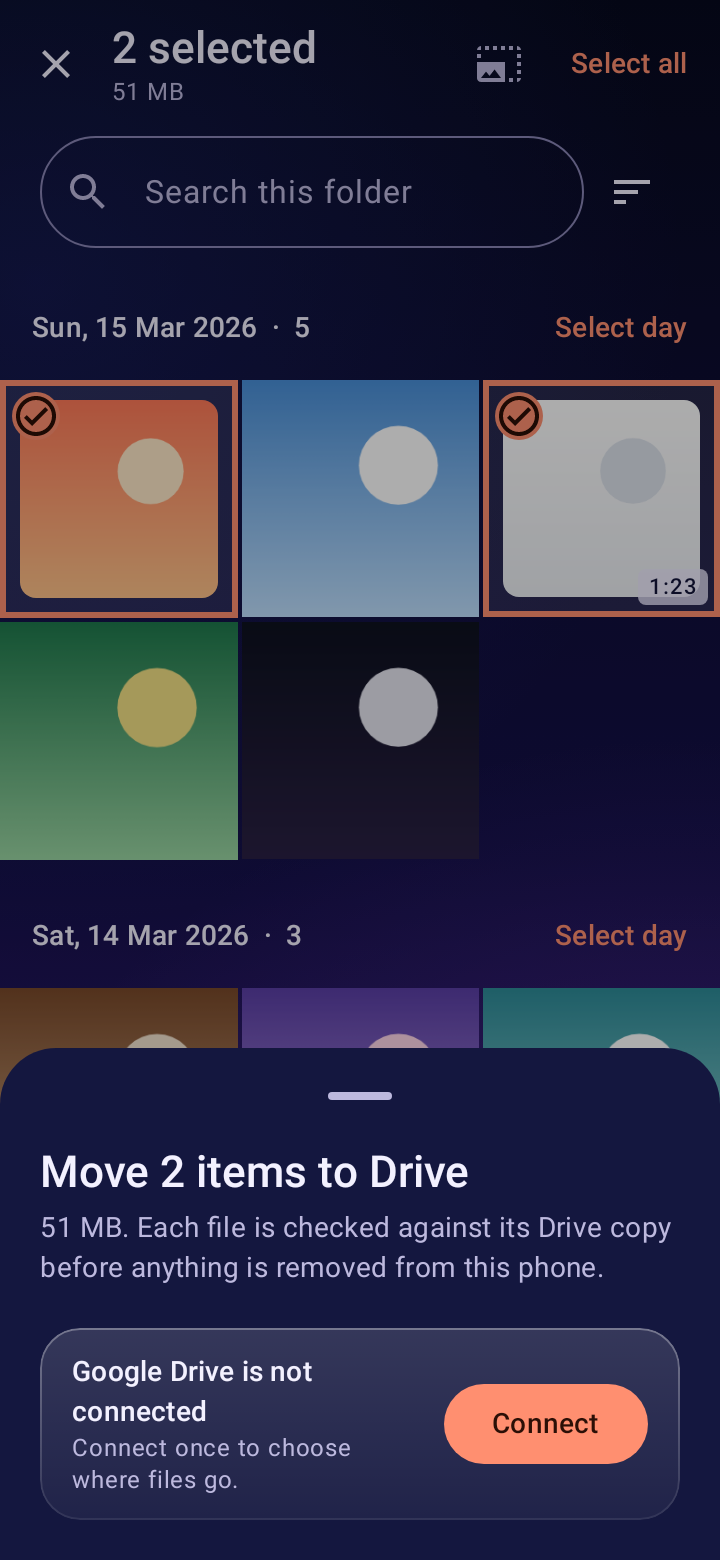 2 selected
51 MB
Select all
Search this folder
Sun, 15 Mar 2026 · 5
Select day
1:23
Sat, 14 Mar 2026 · 3
Select day
Move 2 items to Drive
51 MB. Each file is checked against its Drive copy
before anything is removed from this phone.
Google Drive is not
connected
Connect once to choose
where files go.
Connect